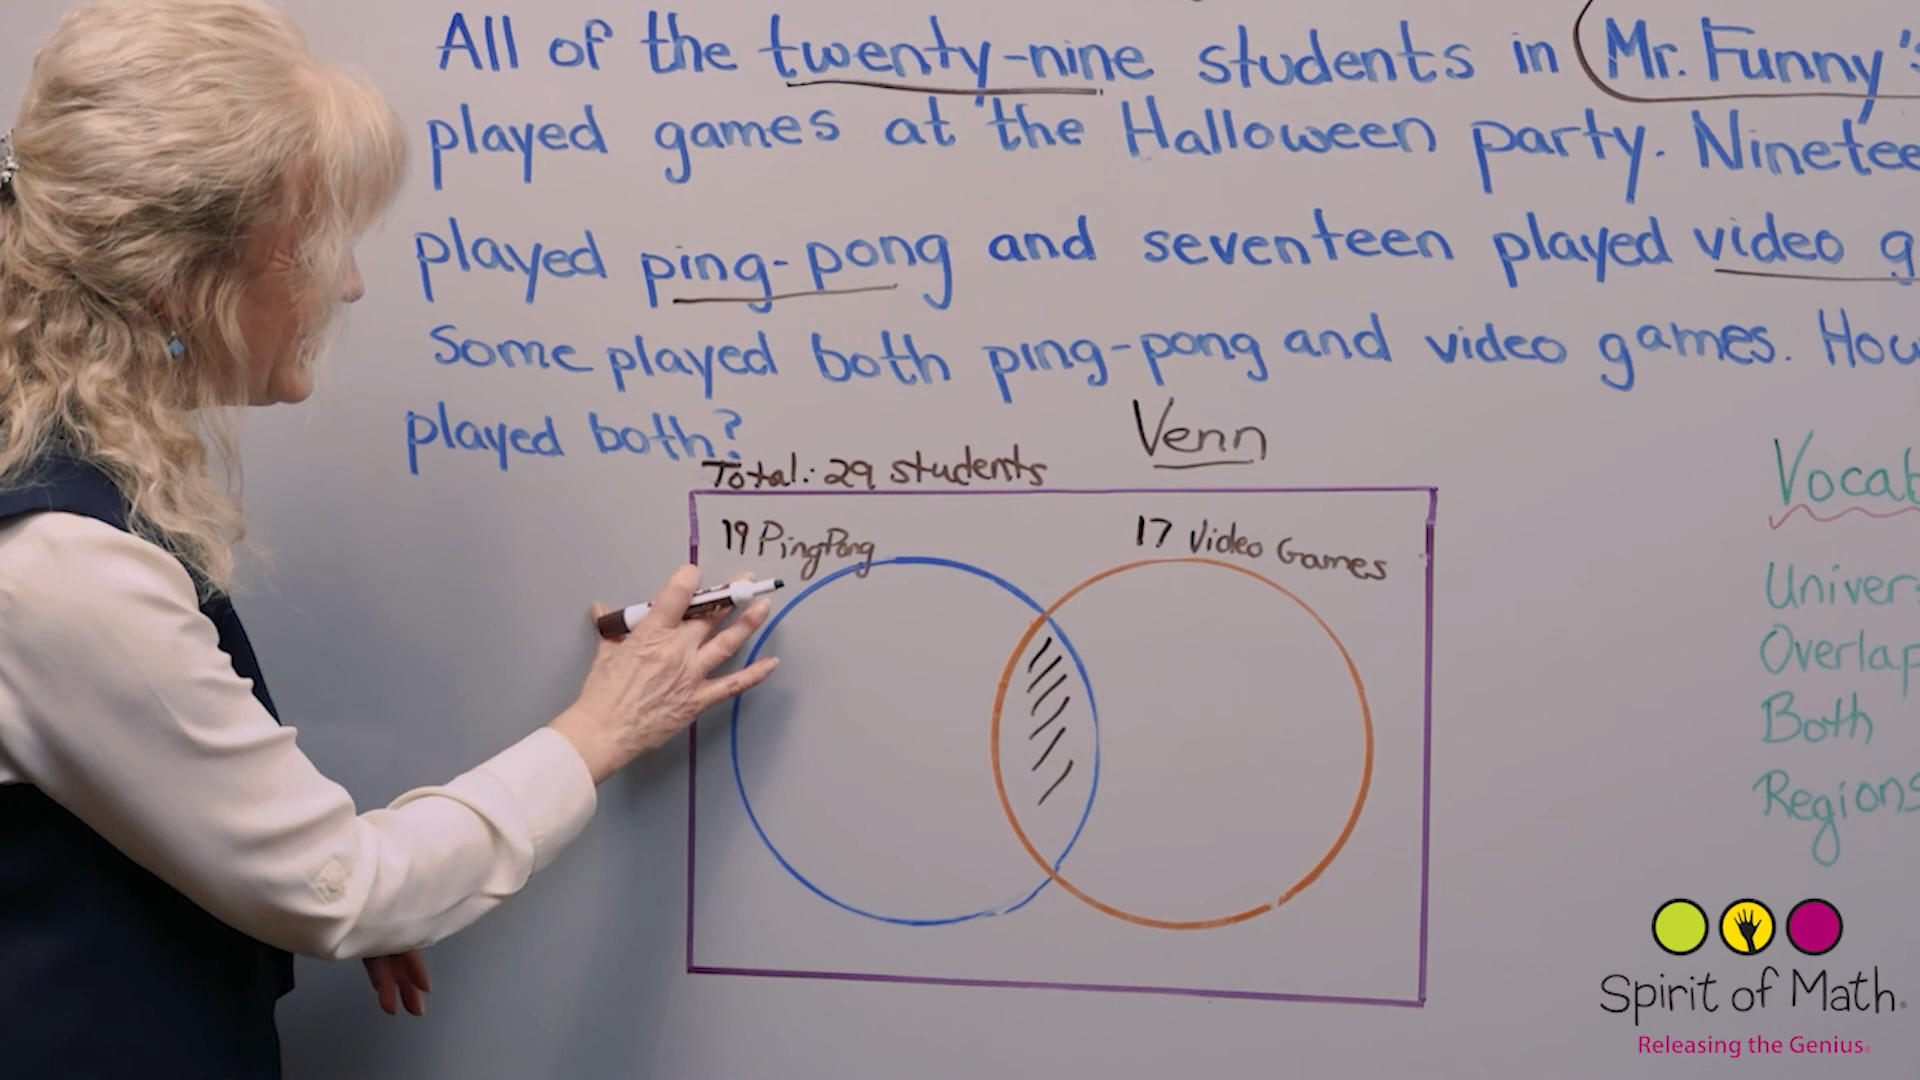 All of the twenty-nine students in Mr. Funny's
played games at the Halloween party. Ninetee
played ping-pong and seventeen played video g
Some played both ping-pong and video games. How
played both?
Venn
Total: 29 students
19 PingPong
17 Video Games
Vocab
Univers
Overlap
Both
Regions
Spirit of Math®
Releasing the Genius®